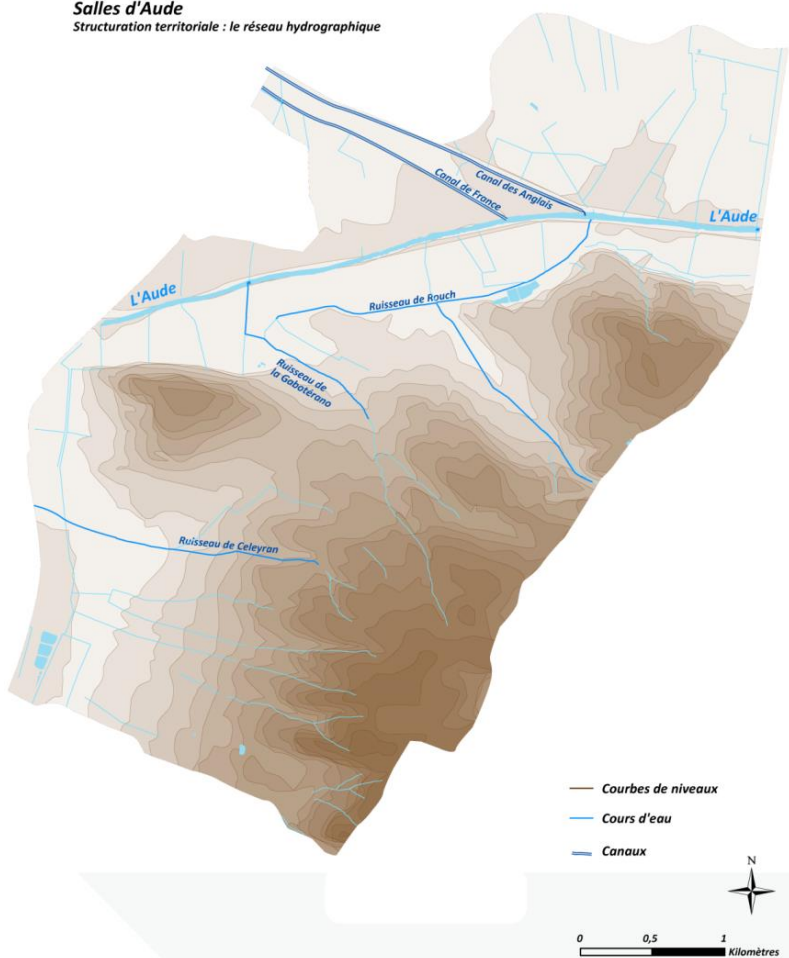 Salles d'Aude
Structuration territoriale : le réseau hydrographique
Canal des Anglais
Canal de France
L'Aude
L'Aude
Ruisseau de Rouch
Ruisseau de
la Gabotérano
Ruisseau de Celeyran
Courbes de niveaux
Cours d'eau
Canaux
N
0 0,5 1
Kilomètres